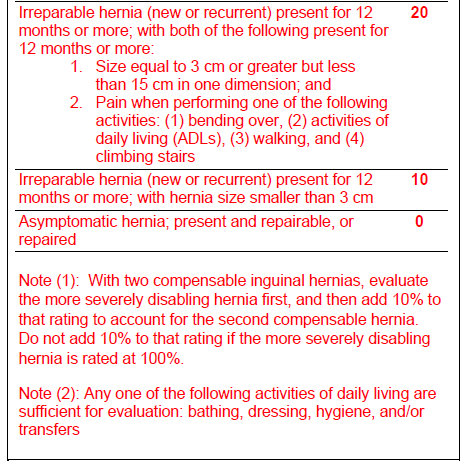 Irreparable hernia (new or recurrent) present for 12 20
months or more; with both of the following present for
12 months or more:
1. Size equal to 3 cm or greater but less
than 15 cm in one dimension; and
2. Pain when performing one of the following
activities: (1) bending over, (2) activities of
daily living (ADLs), (3) walking, and (4)
climbing stairs
Irreparable hernia (new or recurrent) present for 12 10
months or more; with hernia size smaller than 3 cm
Asymptomatic hernia; present and repairable, or 0
repaired
Note (1): With two compensable inguinal hernias, evaluate
the more severely disabling hernia first, and then add 10% to
that rating to account for the second compensable hernia.
Do not add 10% to that rating if the more severely disabling
hernia is rated at 100%.
Note (2): Any one of the following activities of daily living are
sufficient for evaluation: bathing, dressing, hygiene, and/or
transfers